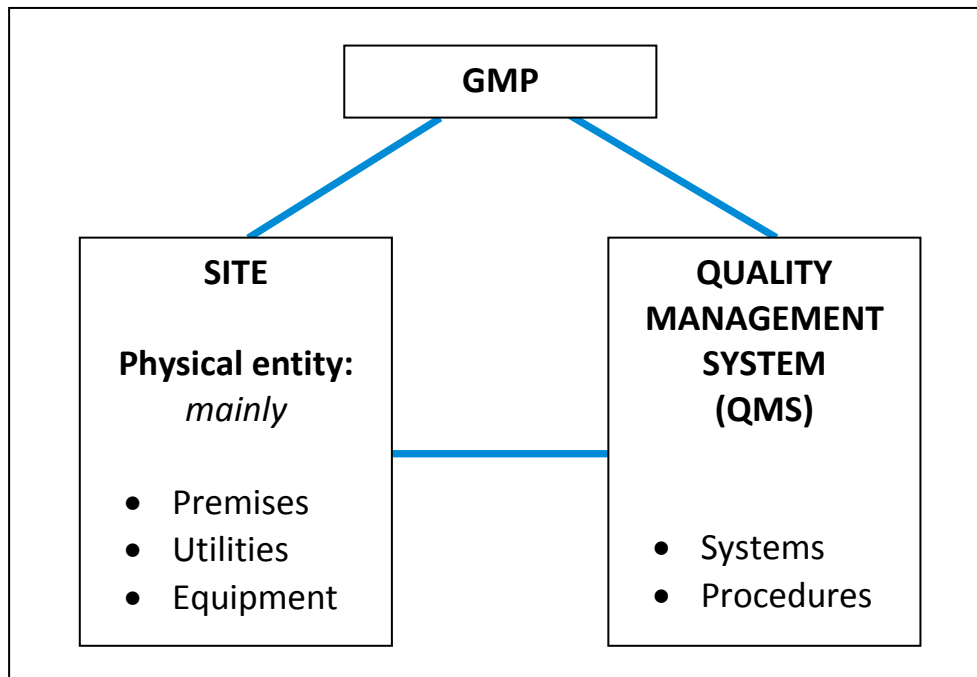 GMP
SITE
Physical entity:
mainly
• Premises
• Utilities
• Equipment
QUALITY
MANAGEMENT
SYSTEM
(QMS)
• Systems
• Procedures